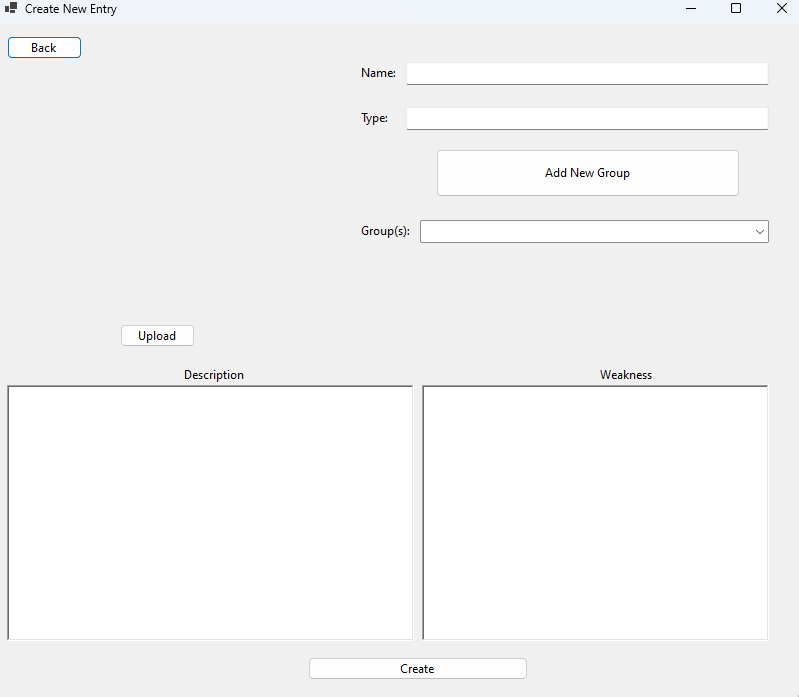 Create New Entry
Back
Name:
Type:
Add New Group
Group(s):
Upload
Description
Weakness
Create